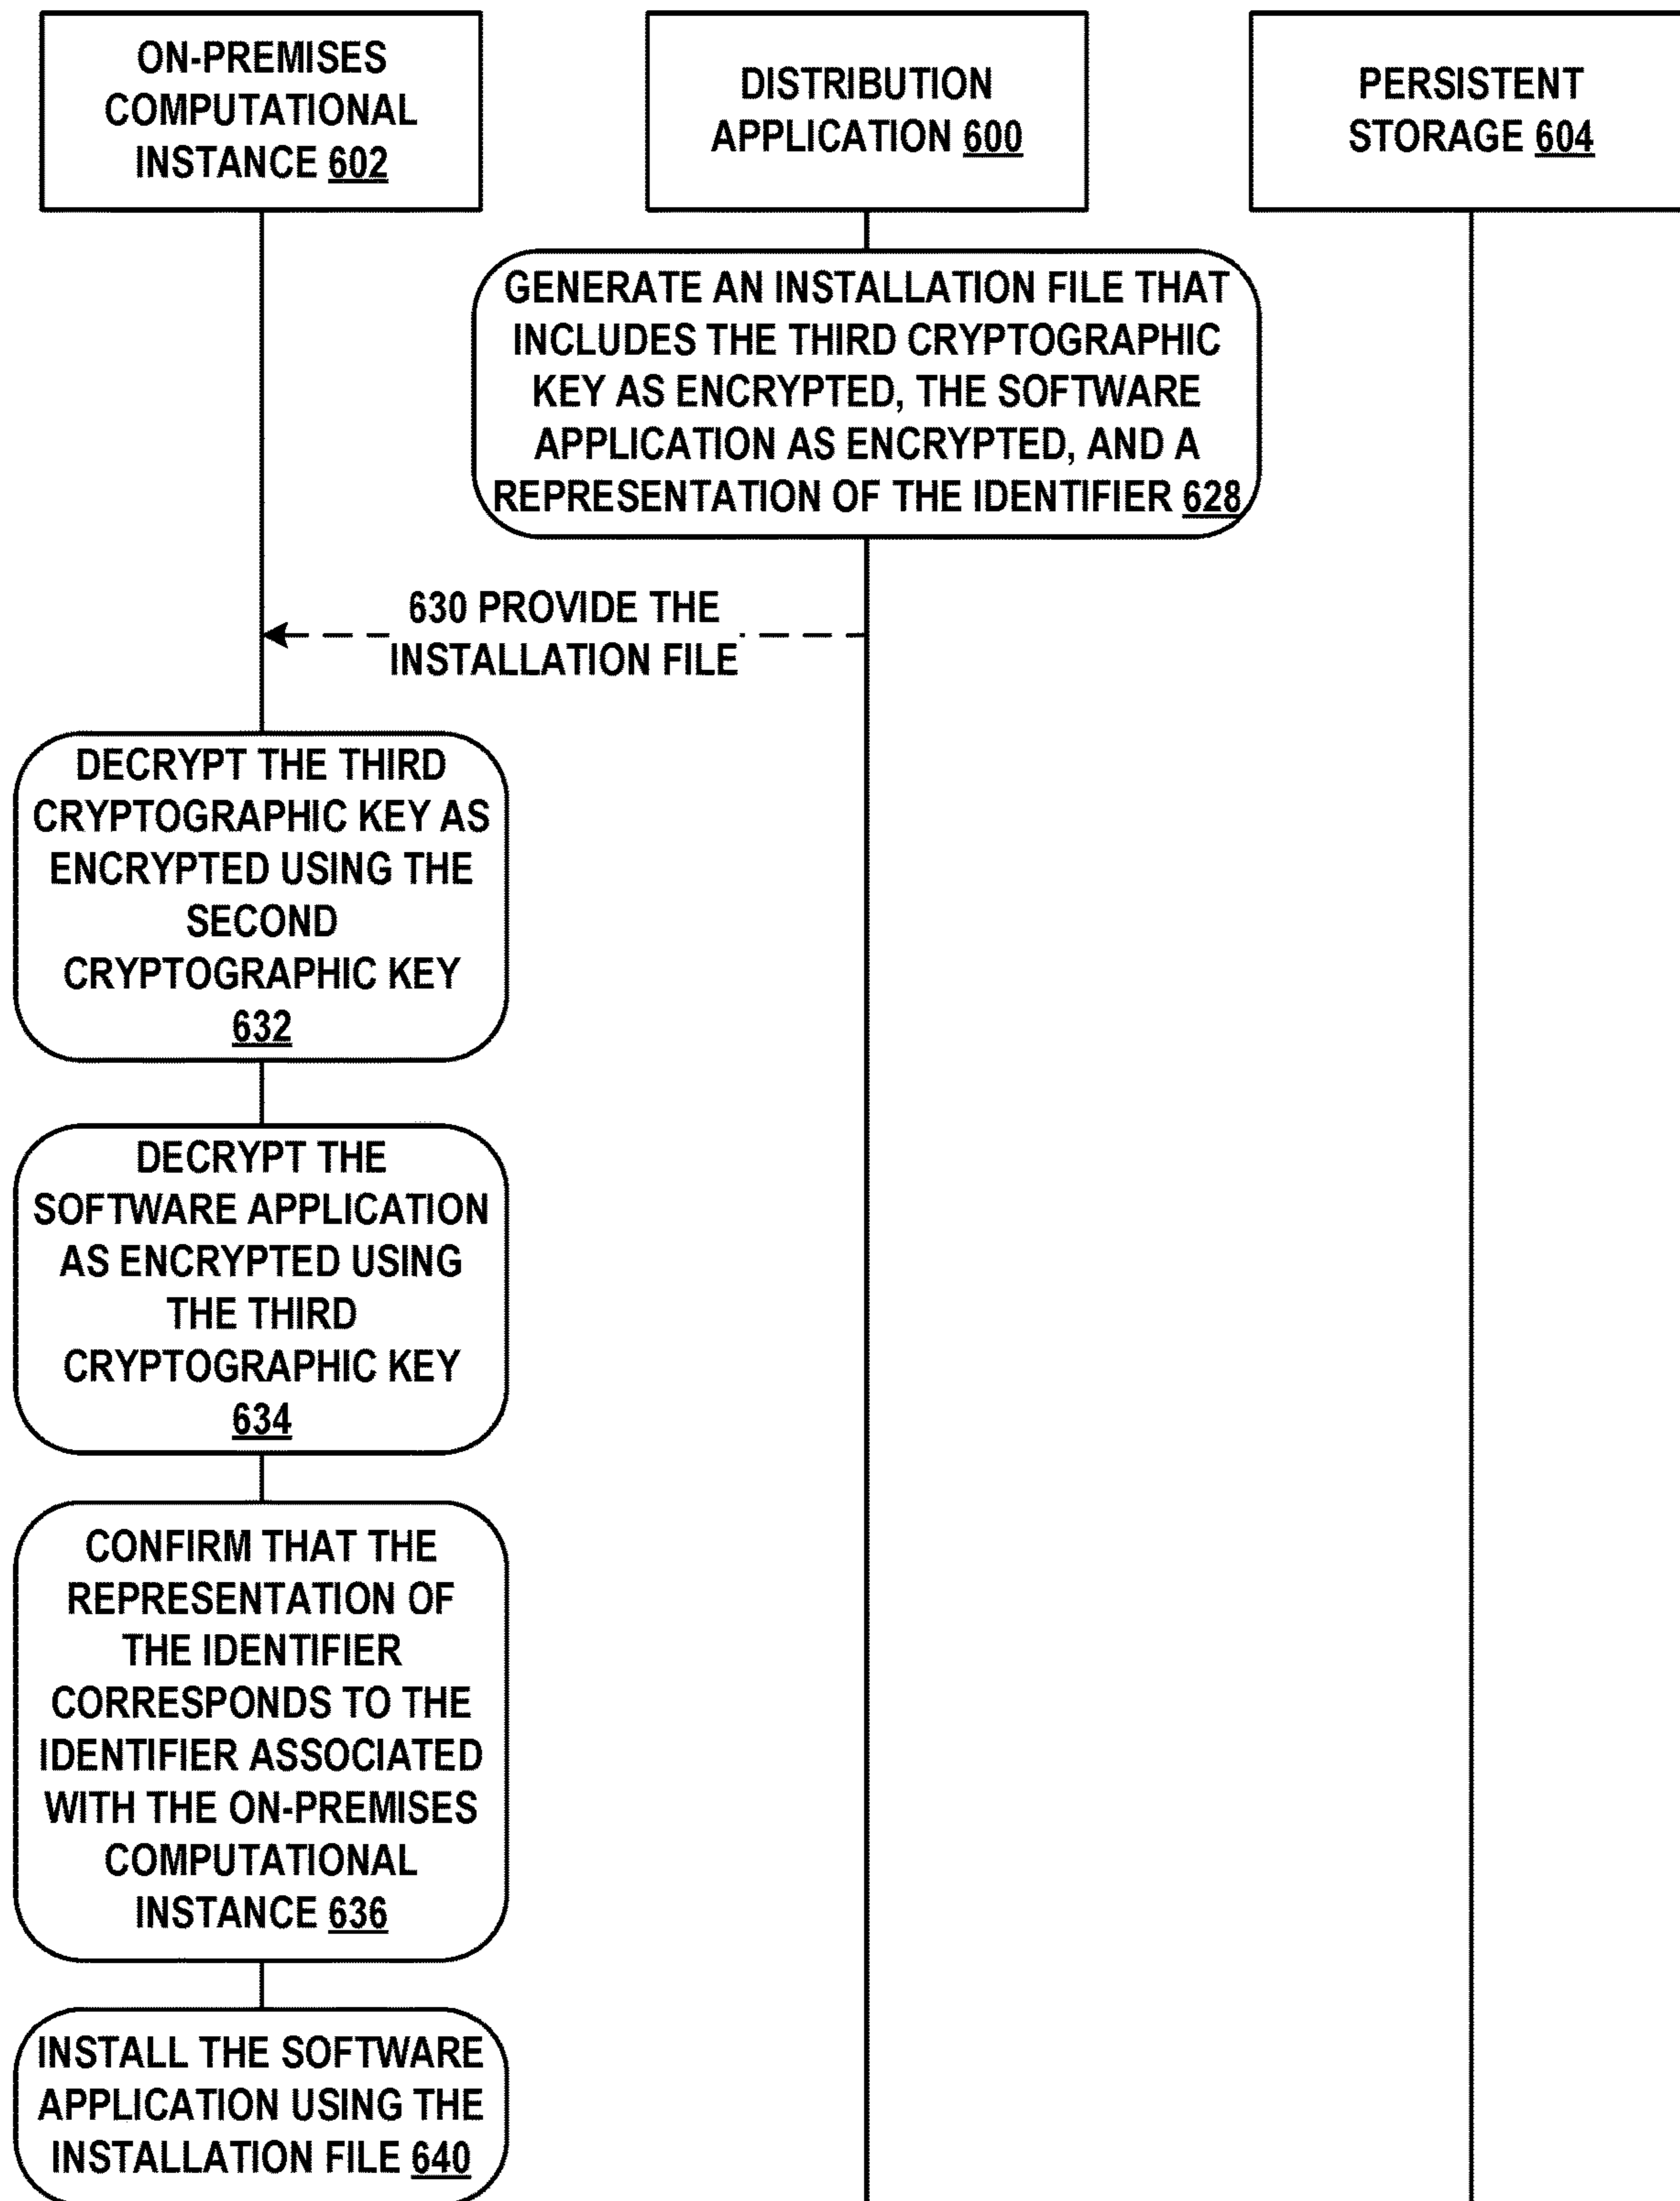 ON-PREMISES
COMPUTATIONAL
INSTANCE 602
DISTRIBUTION
APPLICATION 600
PERSISTENT
STORAGE 604
GENERATE AN INSTALLATION FILE THAT
INCLUDES THE THIRD CRYPTOGRAPHIC
KEY AS ENCRYPTED, THE SOFTWARE
APPLICATION AS ENCRYPTED, AND A
REPRESENTATION OF THE IDENTIFIER 628
630 PROVIDE THE
INSTALLATION FILE
DECRYPT THE THIRD
CRYPTOGRAPHIC KEY AS
ENCRYPTED USING THE
SECOND
CRYPTOGRAPHIC KEY
632
DECRYPT THE
SOFTWARE APPLICATION
AS ENCRYPTED USING
THE THIRD
CRYPTOGRAPHIC KEY
634
CONFIRM THAT THE
REPRESENTATION OF
THE IDENTIFIER
CORRESPONDS TO THE
IDENTIFIER ASSOCIATED
WITH THE ON-PREMISES
COMPUTATIONAL
INSTANCE 636
INSTALL THE SOFTWARE
APPLICATION USING THE
INSTALLATION FILE 640